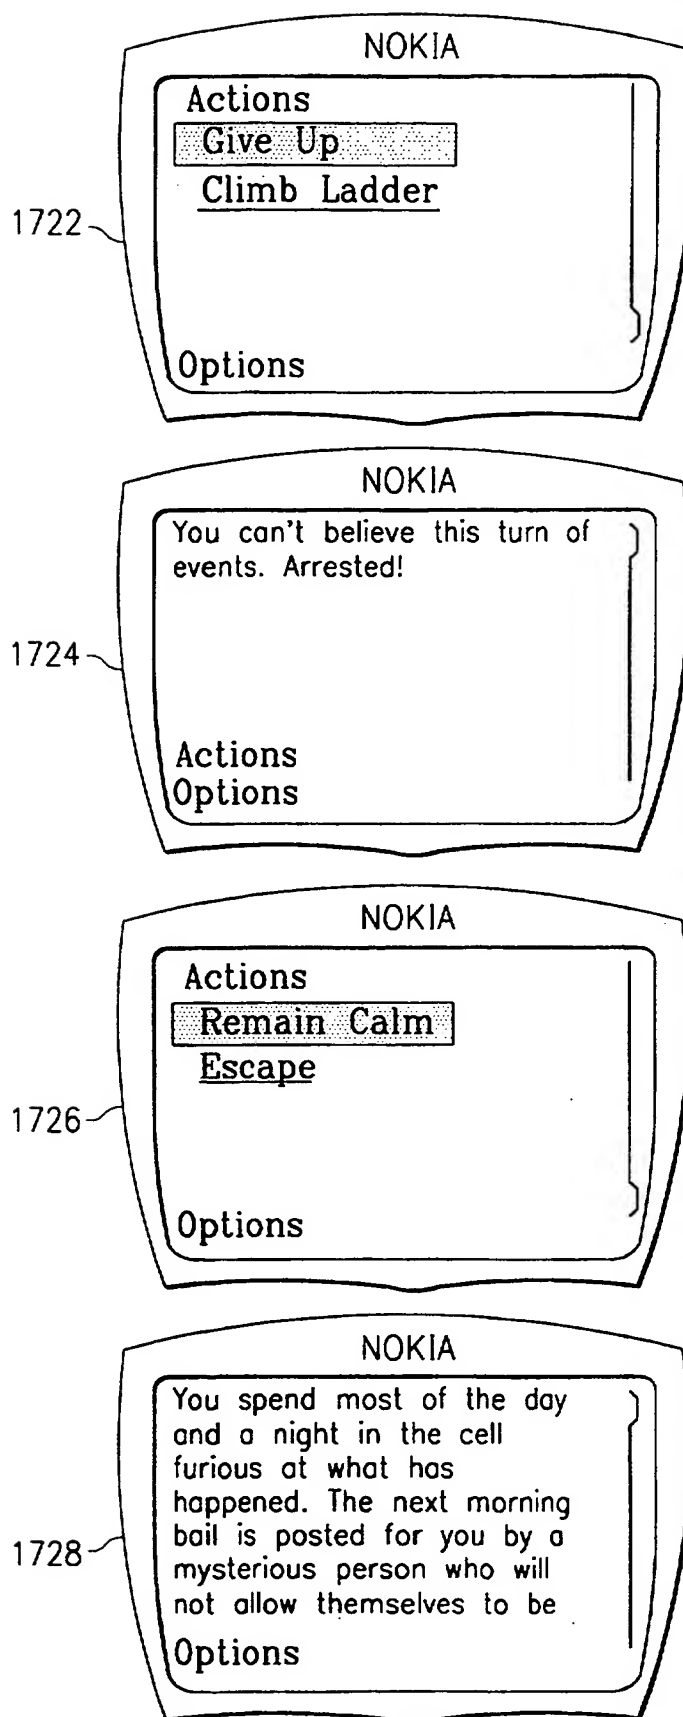 NOKIA
Actions
Give Up
Climb Ladder
1722
Options
NOKIA
You can't believe this turn of
events. Arrested!
1724
Actions
Options
NOKIA
Actions
Remain Calm
Escape
1726
Options
NOKIA
You spend most of the day
and a night in the cell
furious at what has
happened. The next morning
bail is posted for you by a
1728
mysterious person who will
not allow themselves to be
Options